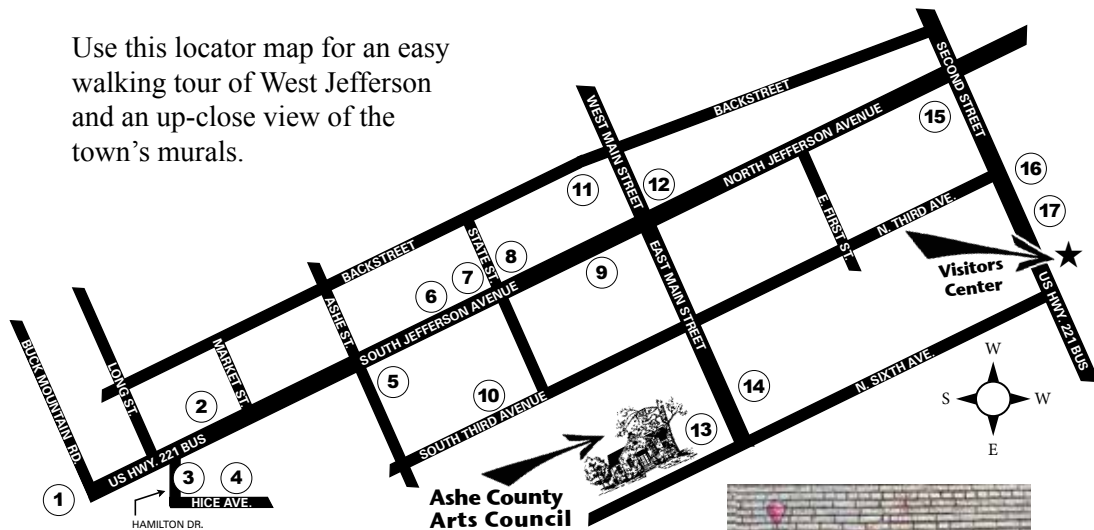 Use this locator map for an easy
walking tour of West Jefferson
and an up-close view of the
town's murals.
SECOND STREET
BACKSTREET
WEST MAIN STREET
NORTH JEFFERSON AVENUE
15
16
11
12
17
E. FIRST ST.
N. THIRD AVE.
Visitors
Center
US HWY. 221 BUS
BACKSTREET
STATE ST.
8
7
6
9
EAST MAIN STREET
ASHE ST.
SOUTH JEFFERSON AVENUE
BUCK MOUNTAIN RD.
LONG ST.
MARKET ST.
5
10
14
N. SIXTH AVE.
2
SOUTH THIRD AVENUE
13
W
S
W
E
US HWY. 221 BUS
1
3
4
HICE AVE.
HAMILTON DR.
Ashe County
Arts Council